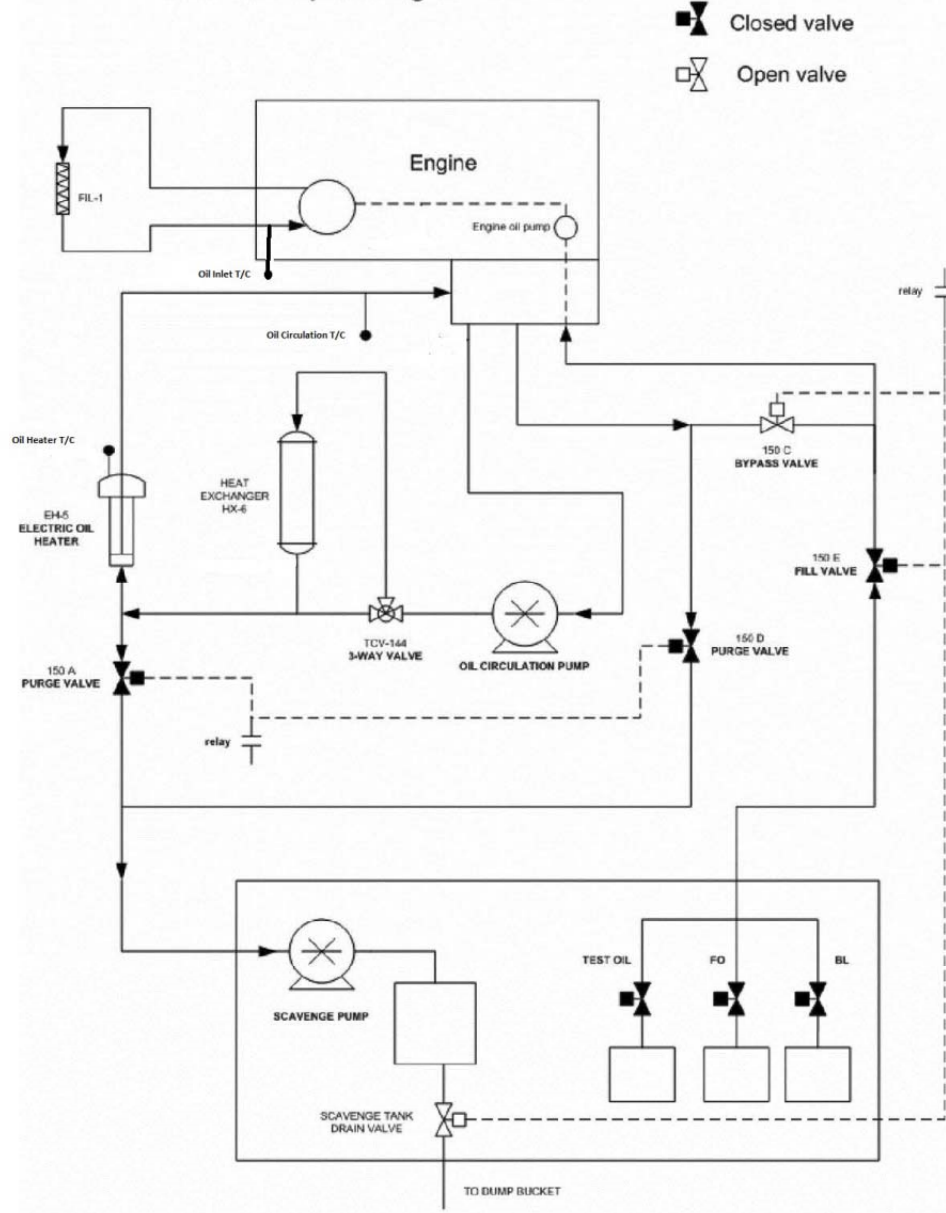 Closed valve
Open valve
Engine
FIL-1
Engine oil pump
Oil Inlet T/C
relay
Oil Circulation T/C
Oil Heater T/C
150 C
BYPASS VALVE
HEAT
EXCHANGER
HX-6
EH-5
ELECTRIC OIL
HEATER
150 E
FILL VALVE
TCV-144
3-WAY VALVE
OIL CIRCULATION PUMP
150 D
PURGE VALVE
150 A
PURGE VALVE
relay
TEST OIL
FO
BL
SCAVENGE PUMP
SCAVENGE TANK
DRAIN VALVE
TO DUMP BUCKET